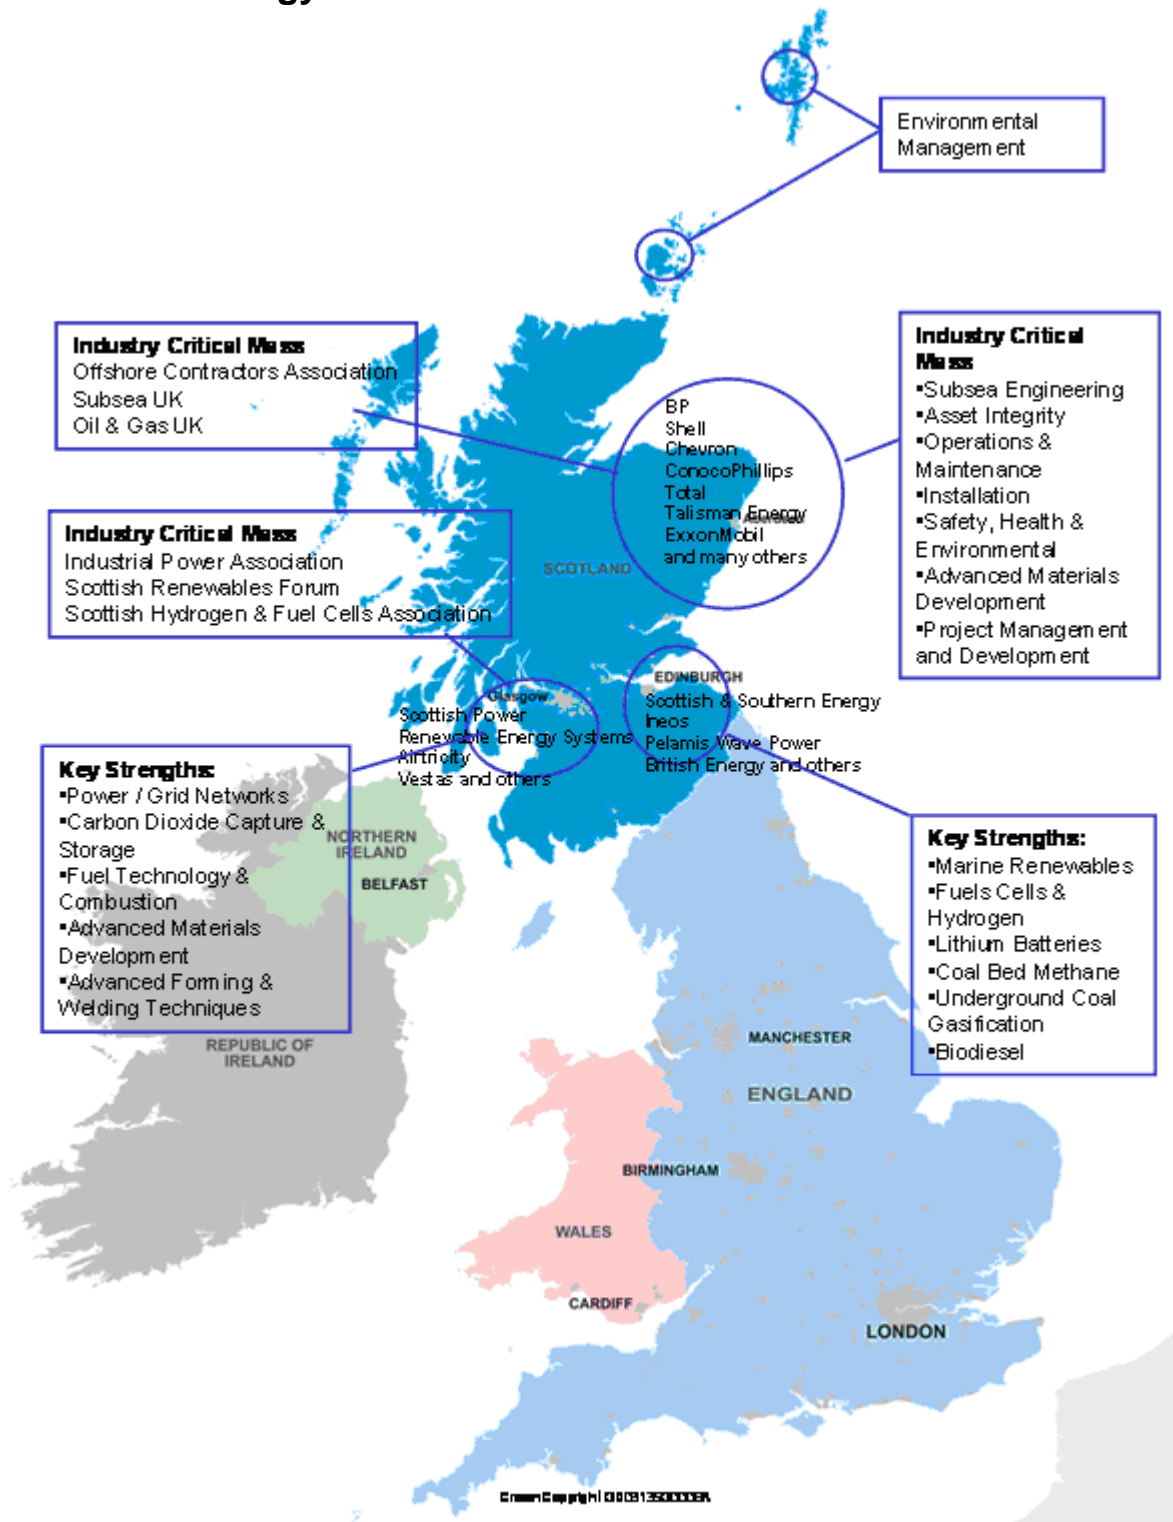 Environmental
Management
Industry Critical Mass
Offshore Contractors Association
Subsea UK
Oil & Gas UK
Industry Critical
Mass
▪Subsea Engineering
▪Asset Integrity
▪Operations &
Maintenance
▪Installation
▪Safety, Health &
Environmental
▪Advanced Materials
Development
▪Project Management
and Development
BP
Shell
Chevron
ConocoPhillips
Total
Talisman Energy
ExxonMobil
and many others
Industry Critical Mass
Industrial Power Association
Scottish Renewables Forum
Scottish Hydrogen & Fuel Cells Association
SCOTLAND
EDINBURGH
Glasgow
Scottish Power
Renewable Energy Systems
Airtricity
Vestas and others
Scottish & Southern Energy
Ineos
Pelamis Wave Power
British Energy and others
Key Strengths:
▪Power / Grid Networks
▪Carbon Dioxide Capture &
Storage
▪Fuel Technology &
Combustion
▪Advanced Materials
Development
▪Advanced Forming &
Welding Techniques
NORTHERN
IRELAND
BELFAST
Key Strengths:
▪Marine Renewables
▪Fuels Cells &
Hydrogen
▪Lithium Batteries
▪Coal Bed Methane
▪Underground Coal
Gasification
▪Biodiesel
REPUBLIC OF
IRELAND
MANCHESTER
ENGLAND
BIRMINGHAM
WALES
CARDIFF
LONDON
Crown Copyright